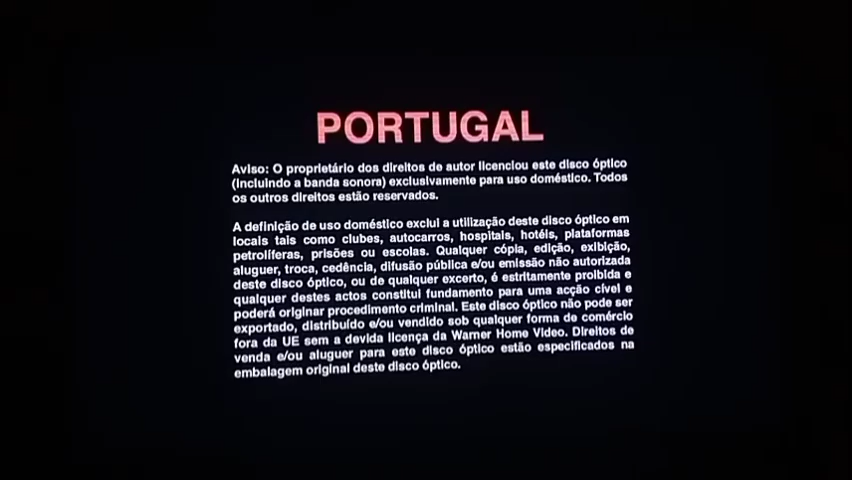 PORTUGAL
Aviso: O proprietário dos direitos de autor licenciou este disco óptico
(incluindo a banda sonora) exclusivamente para uso doméstico. Todos
os outros direitos estão reservados.
A definição de uso doméstico exclui a utilização deste disco óptico em
locais tais como clubes, autocarros, hospitais, hotéis, plataformas
petrolíferas, prisões ou escolas. Qualquer cópia, edição, exibição,
aluguer, troca, cedência, difusão pública e/ou emissão não autorizada
deste disco óptico, ou de qualquer excerto, é estritamente proibida e
qualquer destes actos constitui fundamento para uma acção cível e
poderá originar procedimento criminal. Este disco óptico não pode ser
exportado, distribuído e/ou vendido sob qualquer forma de comércio
fora da UE sem a devida licença da Warner Home Video. Direitos de
venda e/ou aluguer para este disco óptico estão especificados na
embalagem original deste disco óptico.